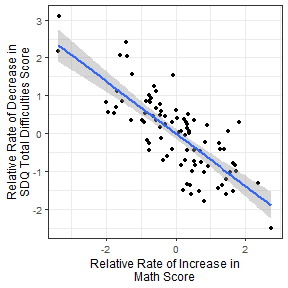 Relative Rate of Decrease in
SDQ Total Difficulties Score
3
2
1
0
-1
-2
-2
0
2
Relative Rate of Increase in
Math Score